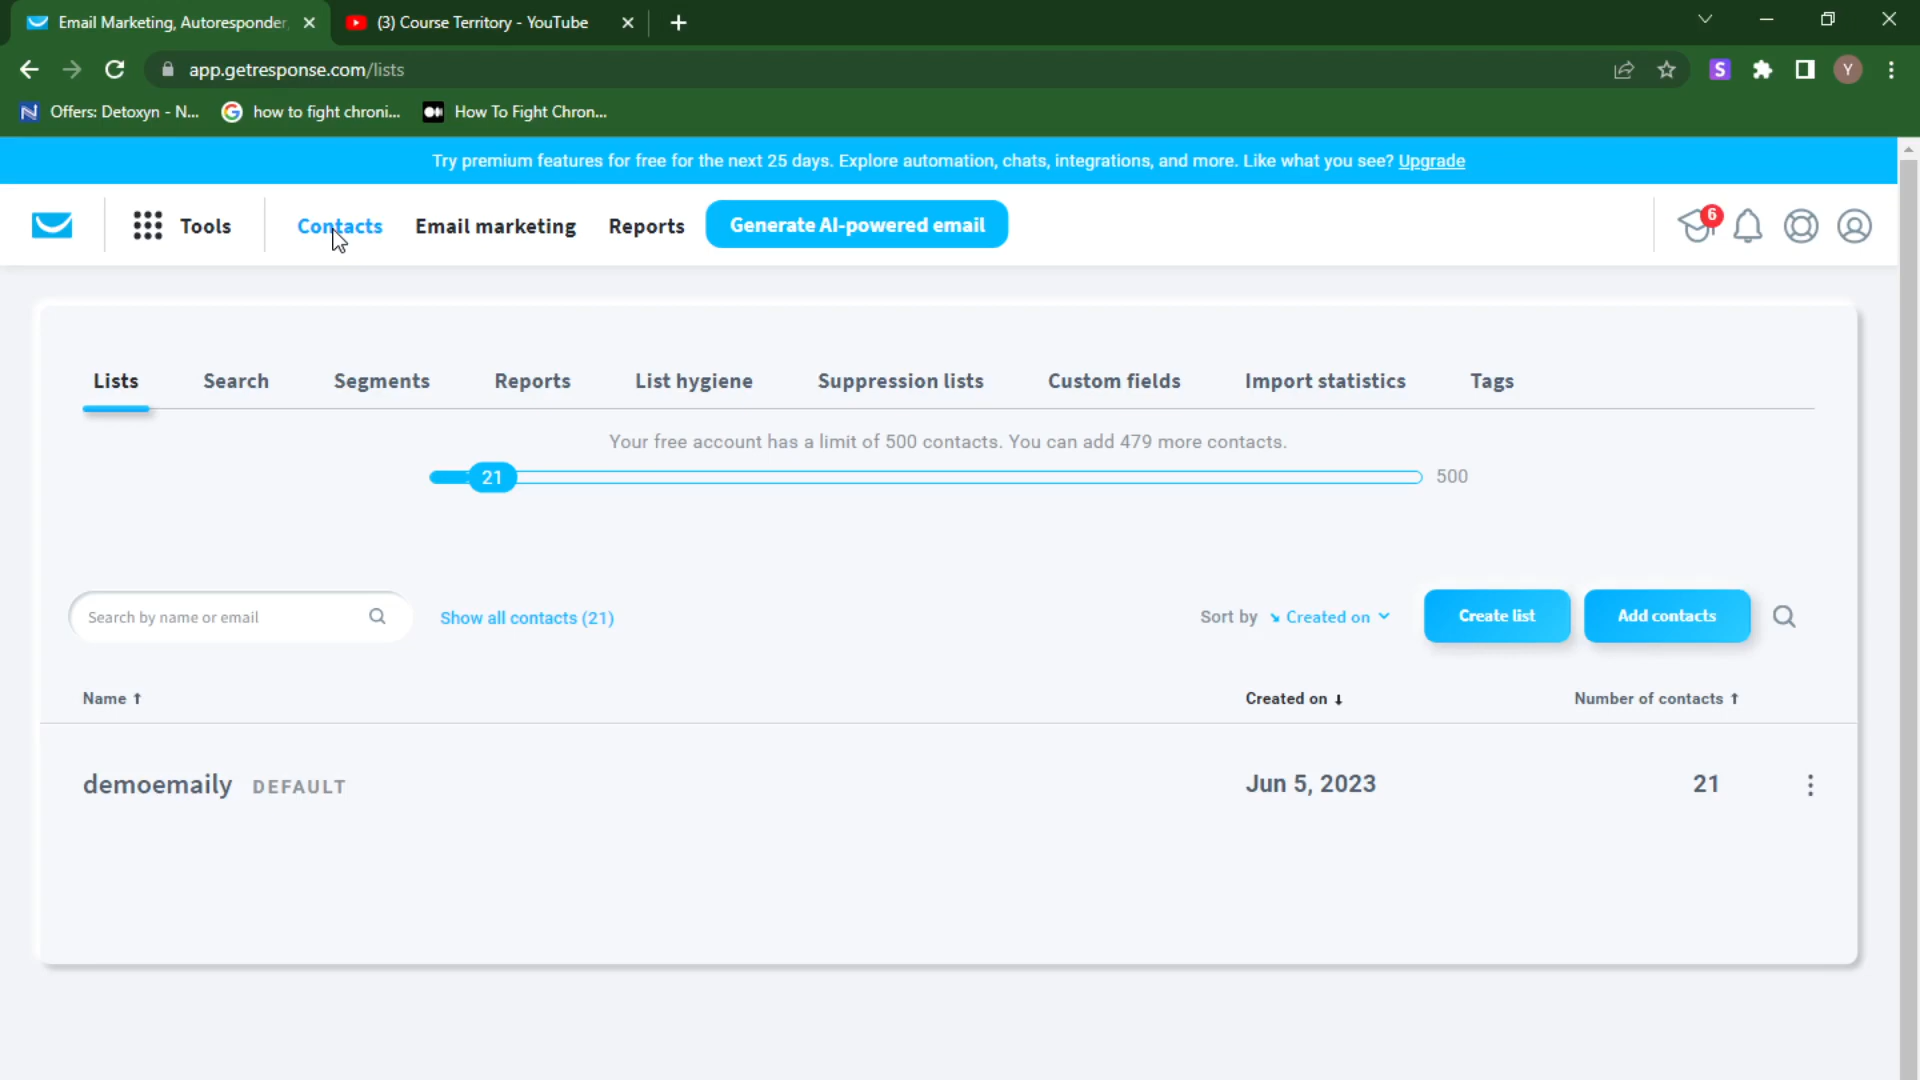 Email Marketing, Autoresponder,
(3) Course Territory - YouTube
app.getresponse.com/lists
S
Y
Offers: Detoxyn - N...
how to fight chroni...
How To Fight Chron...
Try premium features for free for the next 25 days. Explore automation, chats, integrations, and more. Like what you see? Upgrade
Tools
Contacts
Email marketing
Reports
Generate AI-powered email
6
Lists
Search
Segments
Reports
List hygiene
Suppression lists
Custom fields
Import statistics
Tags
Your free account has a limit of 500 contacts. You can add 479 more contacts.
21
500
Search by name or email
Show all contacts (21)
Sort by
Created on
Create list
Add contacts
Name
Created on
Number of contacts
demoemaily DEFAULT
Jun 5, 2023
21